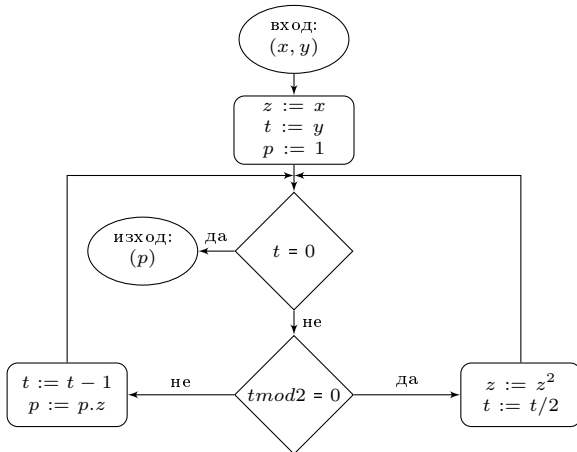 вход:
(x, y)
z := x
t := y
p := 1
изход:
(p)
да
t = 0
не
t := t − 1
p := p.z
не
tmod2 = 0
да
z := z²
t := t/2